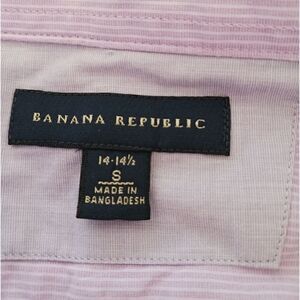 BANANA REPUBLIC
14-14½
S
MADE IN
BANGLADESH